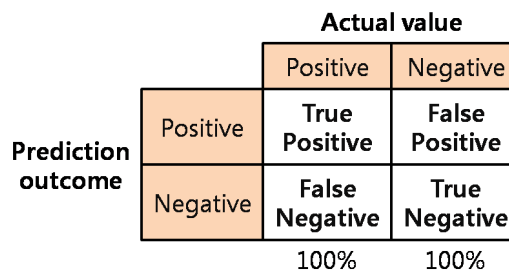 Actual value
Positive Negative
Prediction outcome
Positive
True Positive
False Positive
Negative
False Negative
True Negative
100% 100%